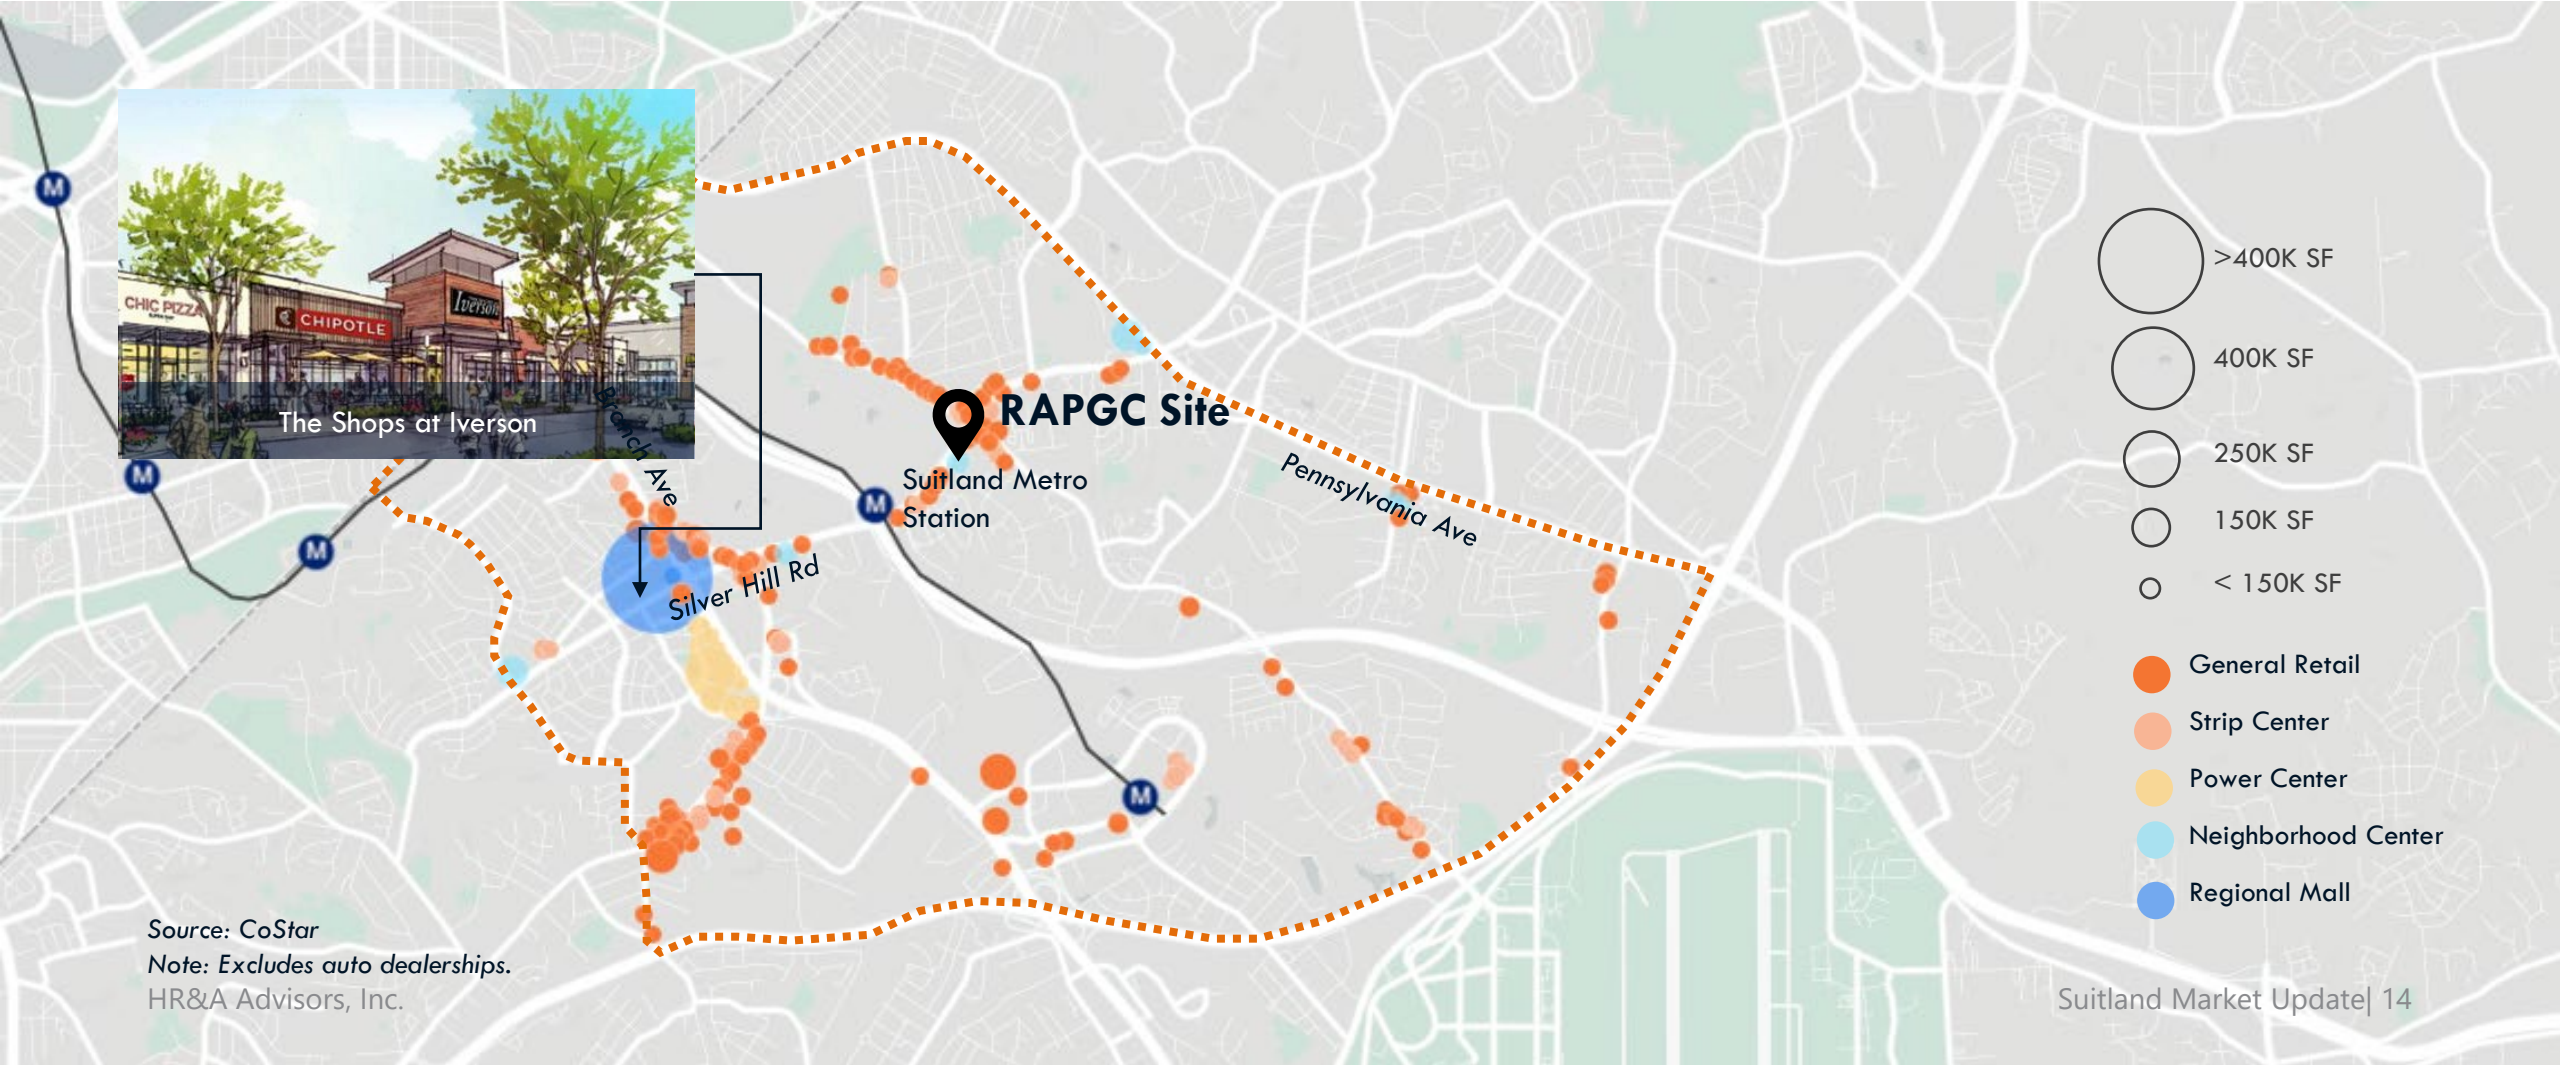 M
CHIC PIZZA
CHIPOTLE
Iverson
The Shops at Iverson
Branch Ave
M
M
RAPGC Site
Suitland Metro
Station
M
Pennsylvania Ave
Silver Hill Rd
M
>400K SF
400K SF
250K SF
150K SF
< 150K SF
General Retail
Strip Center
Power Center
Neighborhood Center
Regional Mall
Source: CoStar
Note: Excludes auto dealerships.
HR&A Advisors, Inc.
Suitland Market Update| 14